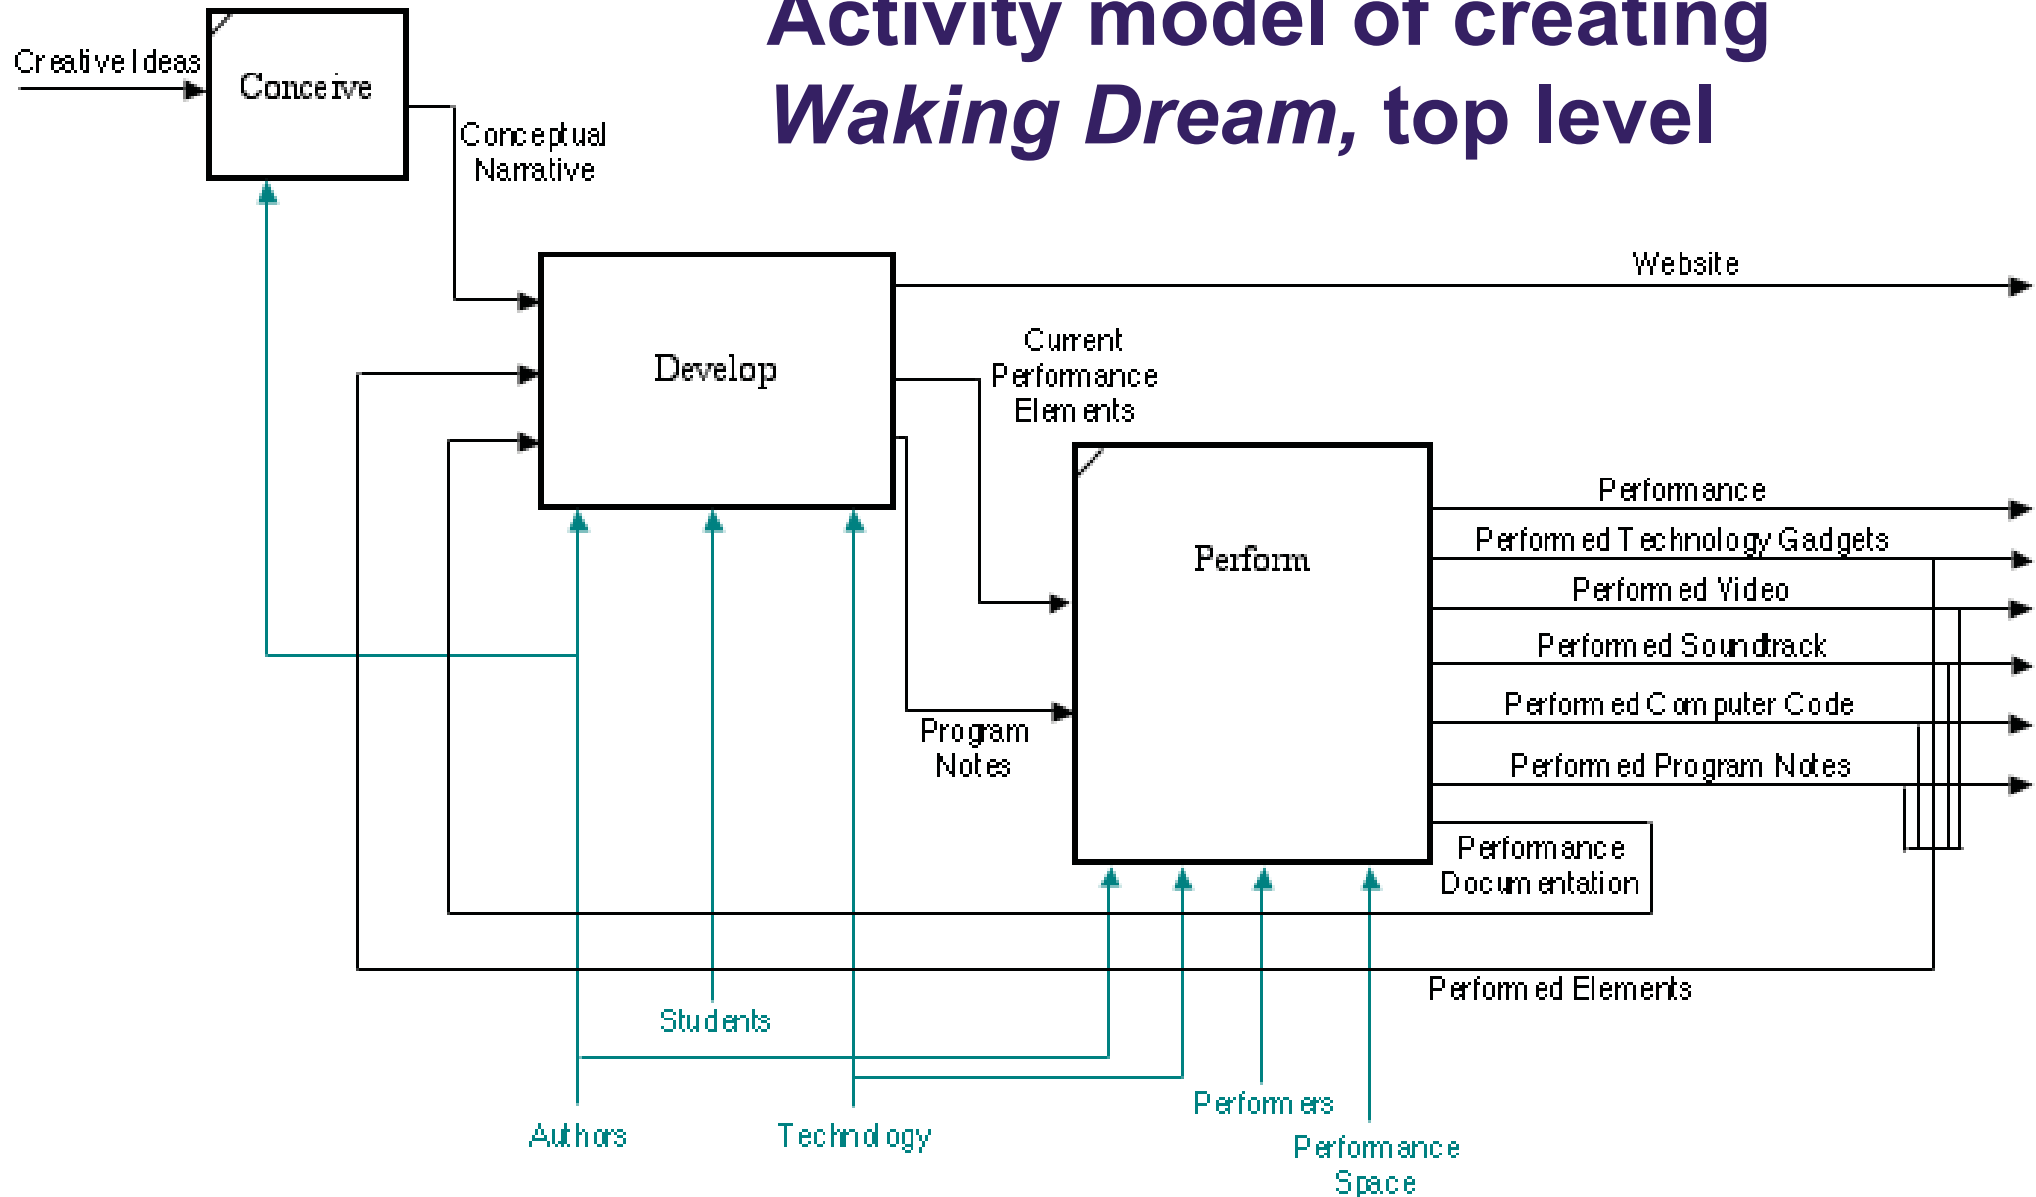 Activity model of creating
Waking Dream, top level
Creative Ideas
Conceive
Conceptual
Narrative
Website
Develop
Current
Performance
Elements
Perform
Performance
Performed Technology Gadgets
Performed Video
Performed Soundtrack
Performed Computer Code
Performed Program Notes
Program
Notes
Performance
Documentation
Performed Elements
Students
Authors
Technology
Performers
Performance
Space